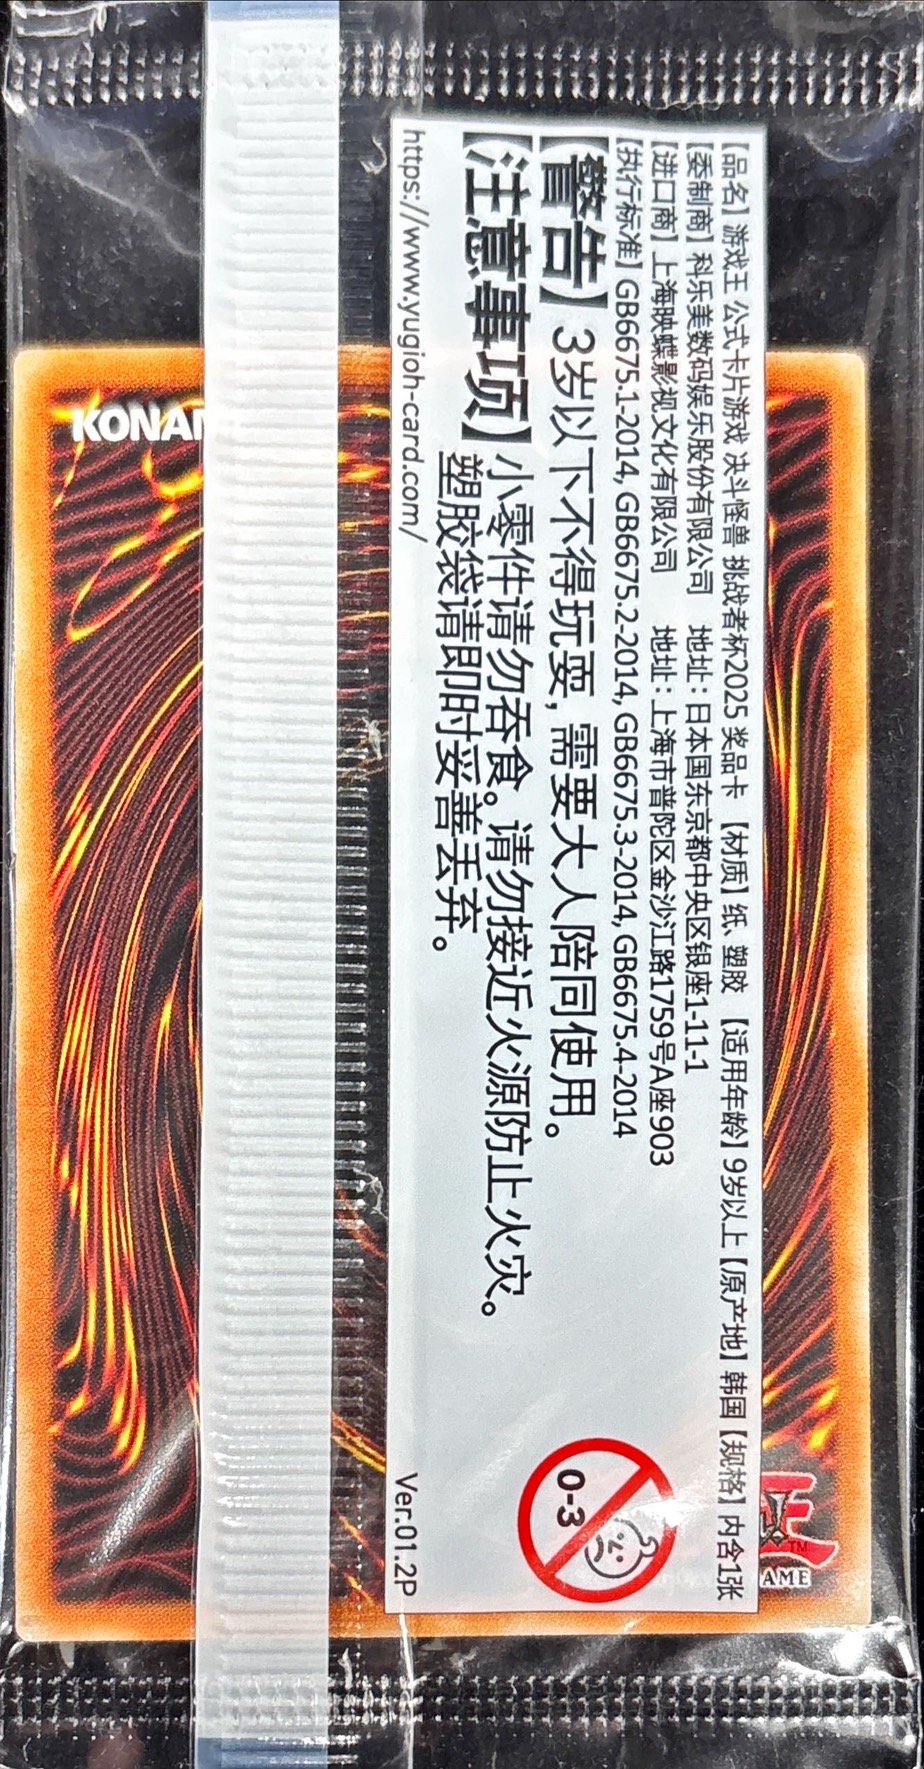 【品名】游戏王 公式卡片游戏 决斗怪兽 挑战者杯2025 奖品卡 【材质】纸 塑胶 【适用年龄】9岁以上【原产地】韩国【规格】内含1张
【委制商】科乐美数码娱乐股份有限公司 地址：日本国东京都中央区银座1-11-1
【进口商】上海映蝶影视文化有限公司 地址：上海市普陀区金沙江路1759号A座903
【执行标准】GB6675.1-2014, GB6675.2-2014, GB6675.3-2014, GB6675.4-2014
【警告】3岁以下不得玩耍, 需要大人陪同使用。
【注意事项】小零件请勿吞食。请勿接近火源防止火灾。
塑胶袋请即时妥善丢弃。
https://www.yugioh-card.com/
Ver.01.2P
0-3
KONAMI
王
TM
AME